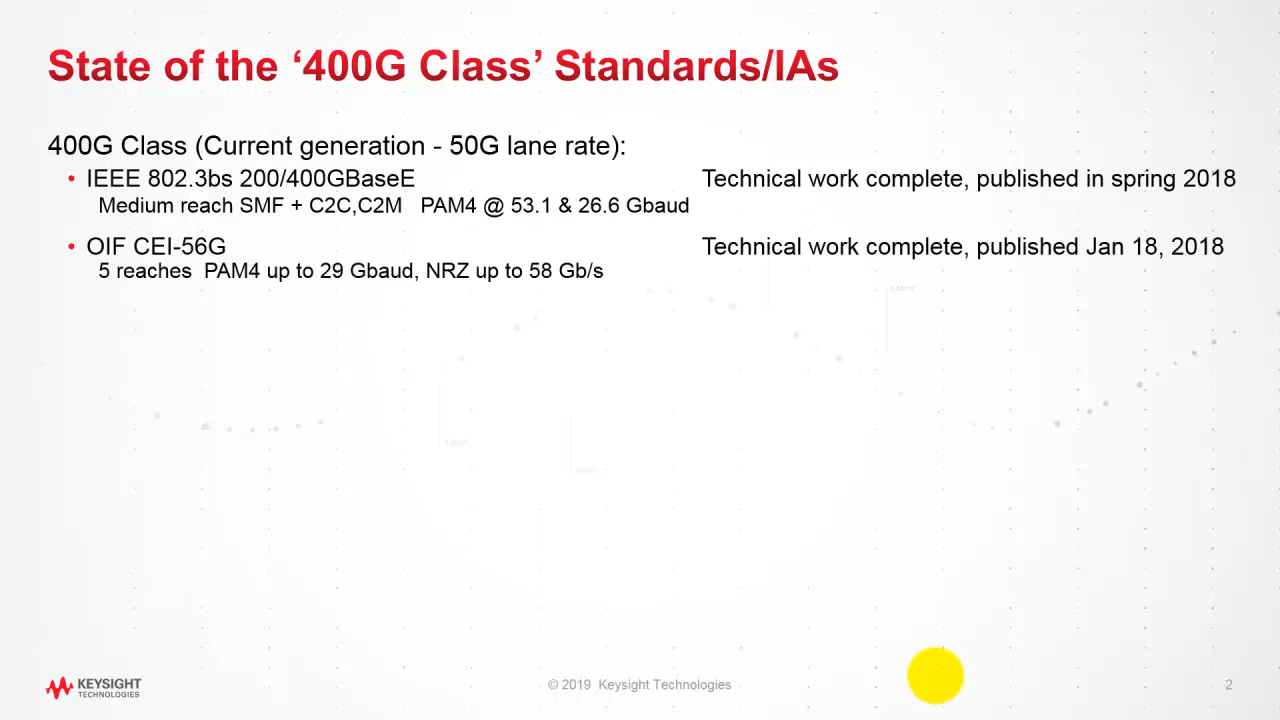 State of the ‘400G Class’ Standards/IAs
400G Class (Current generation - 50G lane rate):
• IEEE 802.3bs 200/400GBaseE Technical work complete, published in spring 2018
Medium reach SMF + C2C,C2M PAM4 @ 53.1 & 26.6 Gbaud
• OIF CEI-56G Technical work complete, published Jan 18, 2018
5 reaches PAM4 up to 29 Gbaud, NRZ up to 58 Gb/s
KEYSIGHT
TECHNOLOGIES
© 2019 Keysight Technologies
2